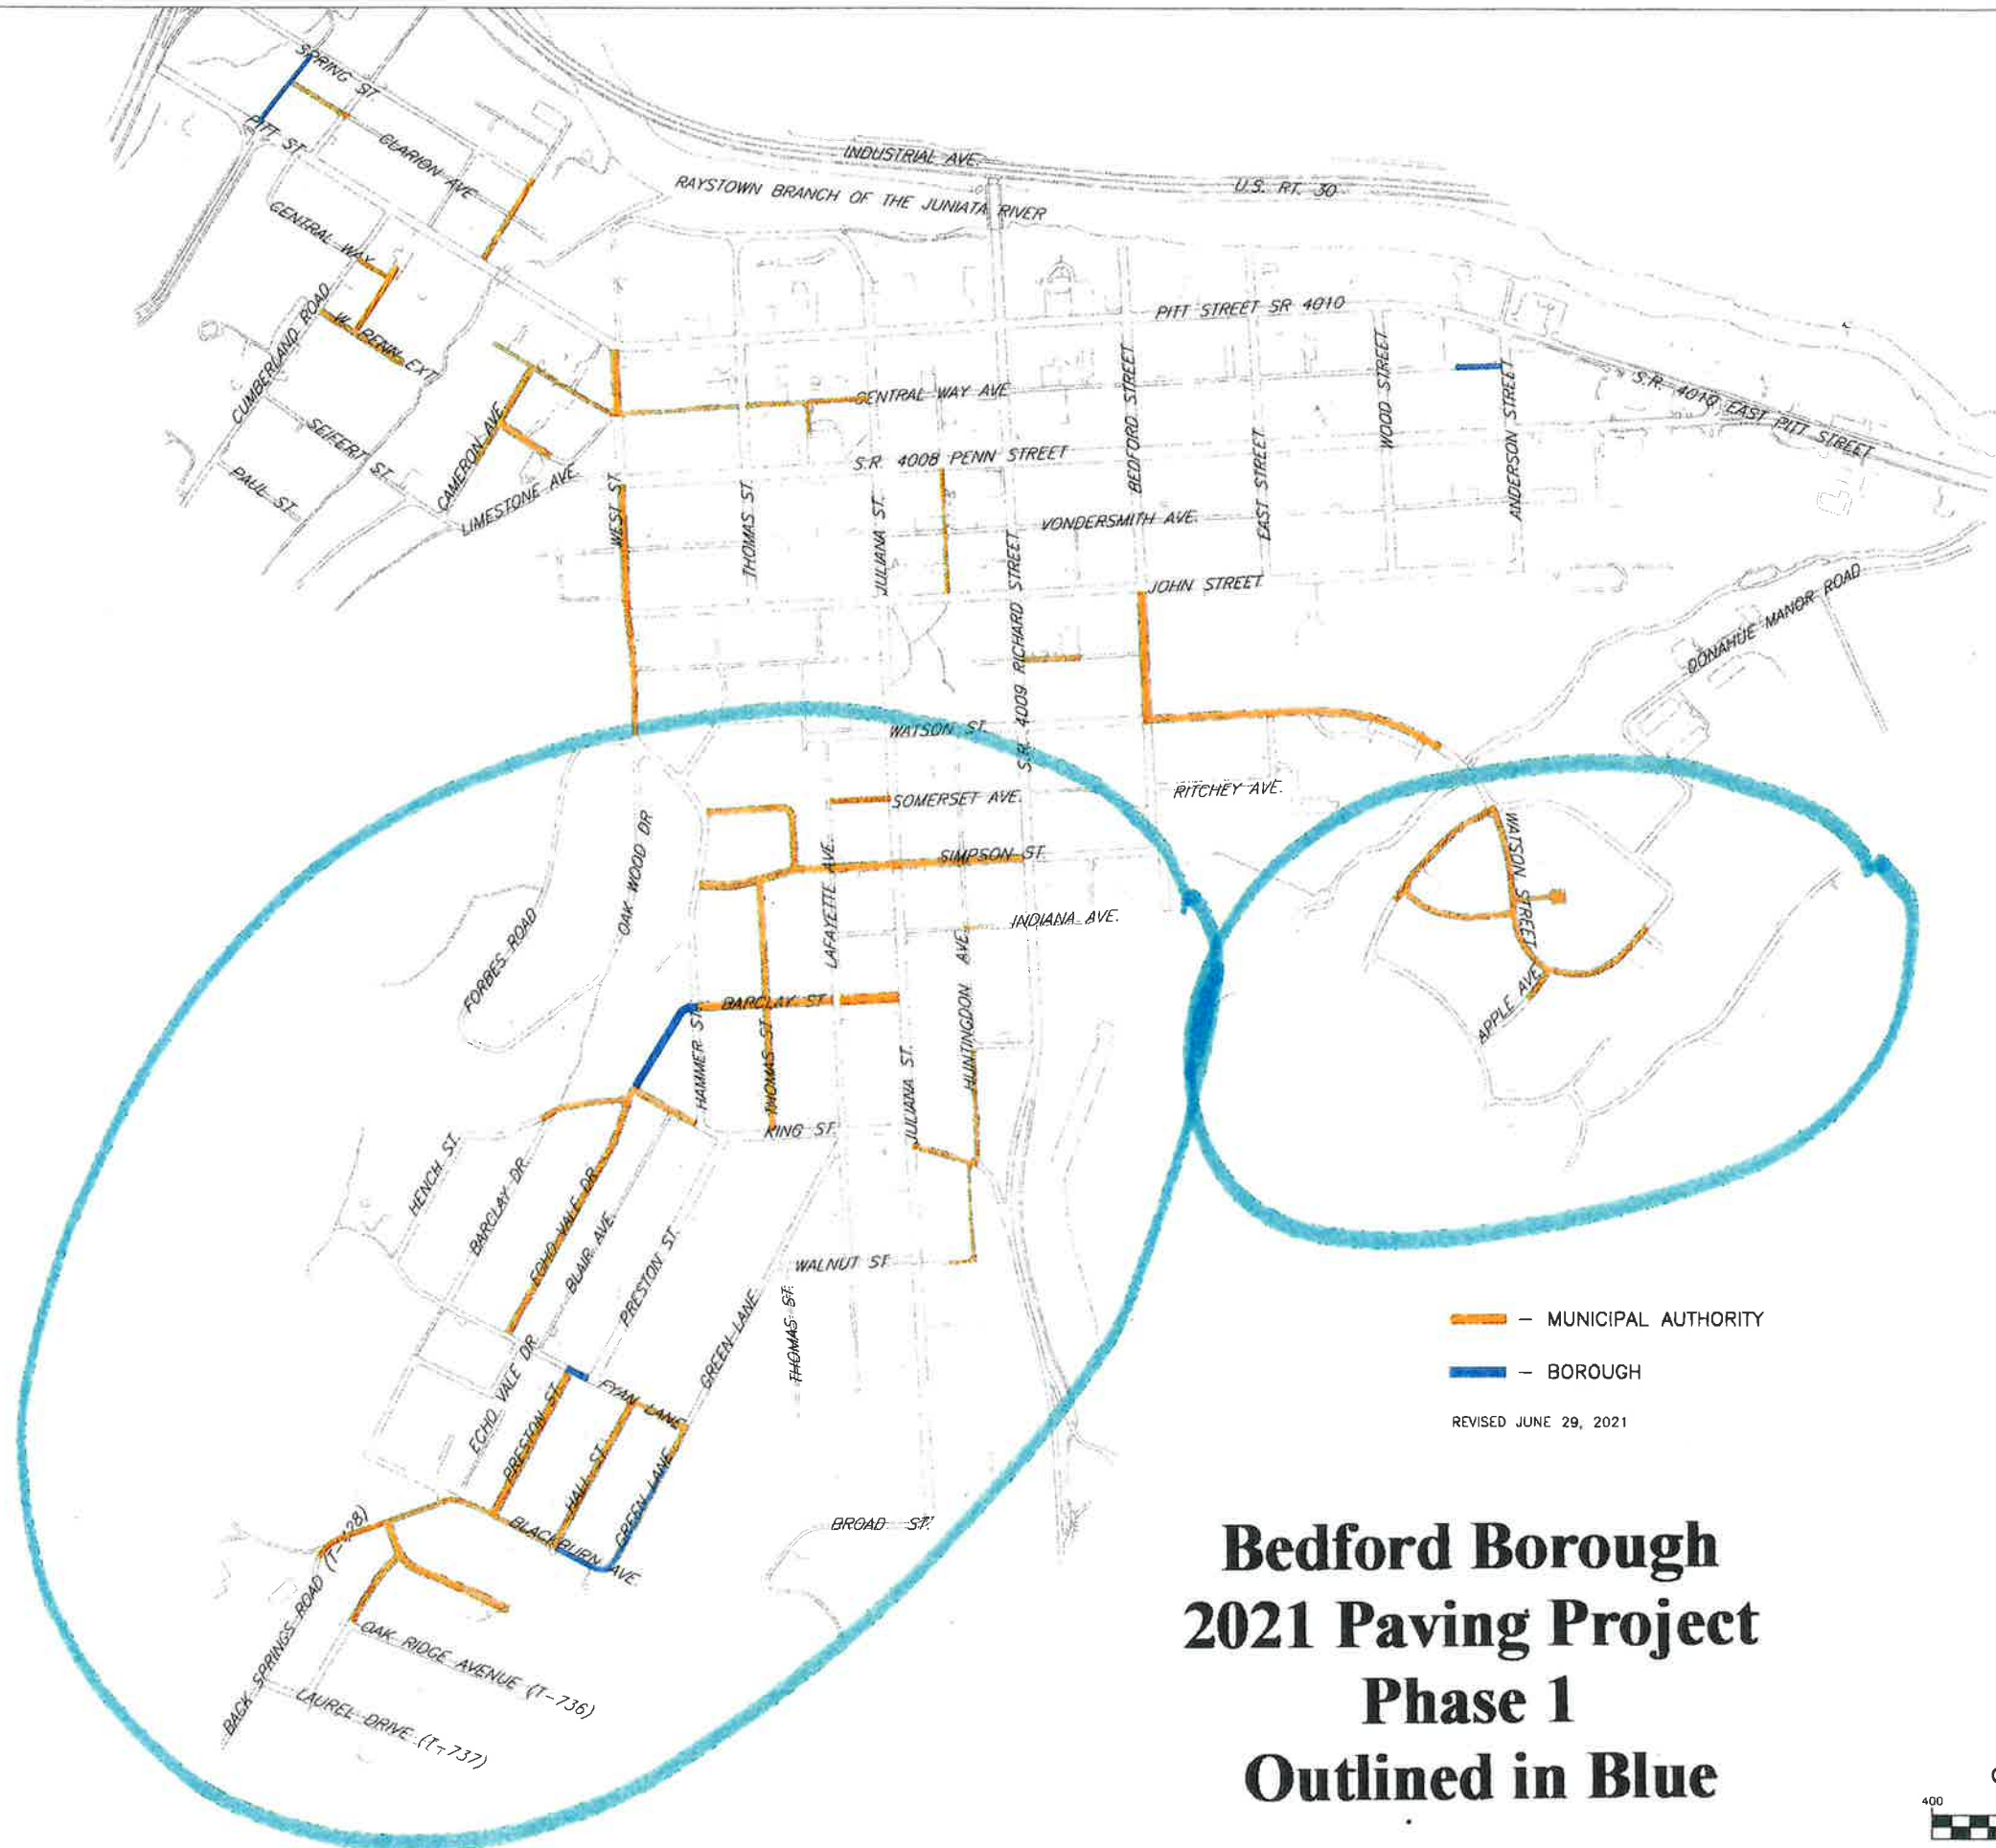 SPRING ST.
PITT ST.
CLARION AVE
CENTRAL WAY
CUMBERLAND ROAD
W. PENN EXT.
SEIFERT ST.
PAUL ST.
CAMERON AVE
LIMESTONE AVE
INDUSTRIAL AVE.
RAYSTOWN BRANCH OF THE JUNIATA RIVER
U.S. RT. 30
PITT STREET SR 4010
S.R. 4010 EAST PITT STREET
CENTRAL WAY AVE
S.R. 4008 PENN STREET
WEST ST.
THOMAS ST.
JULIANA ST.
S.R. 4009 RICHARD STREET
BEDFORD STREET
EAST STREET
WOOD STREET
ANDERSON STREET
VONDERSMITH AVE.
JOHN STREET
DONAHUE MANOR ROAD
WATSON ST.
RITCHEY AVE.
SOMERSET AVE.
SIMPSON ST.
OAK WOOD DR
FORBES ROAD
LAFAYETTE AVE.
INDIANA AVE.
HUNTINGDON AVE.
WATSON STREET
APPLE AVE
BARCLAY ST
HAMMER ST.
THOMAS ST.
JULIANA ST.
KING ST.
HENCH ST.
BARCLAY DR.
ECHO VALE DR.
BLAIR AVE.
PRESTON ST.
WALNUT ST
GREEN LANE
THOMAS ST.
ECHO VALE DR.
PRESTON ST.
FYAN LANE
HALL ST.
GREEN LANE
BLACKBURN AVE.
BROAD ST.
BACK SPRINGS ROAD
OAK RIDGE AVENUE (T-736)
LAUREL DRIVE (T-737)
— MUNICIPAL AUTHORITY
— BOROUGH
REVISED JUNE 29, 2021
Bedford Borough
2021 Paving Project
Phase 1
Outlined in Blue
400